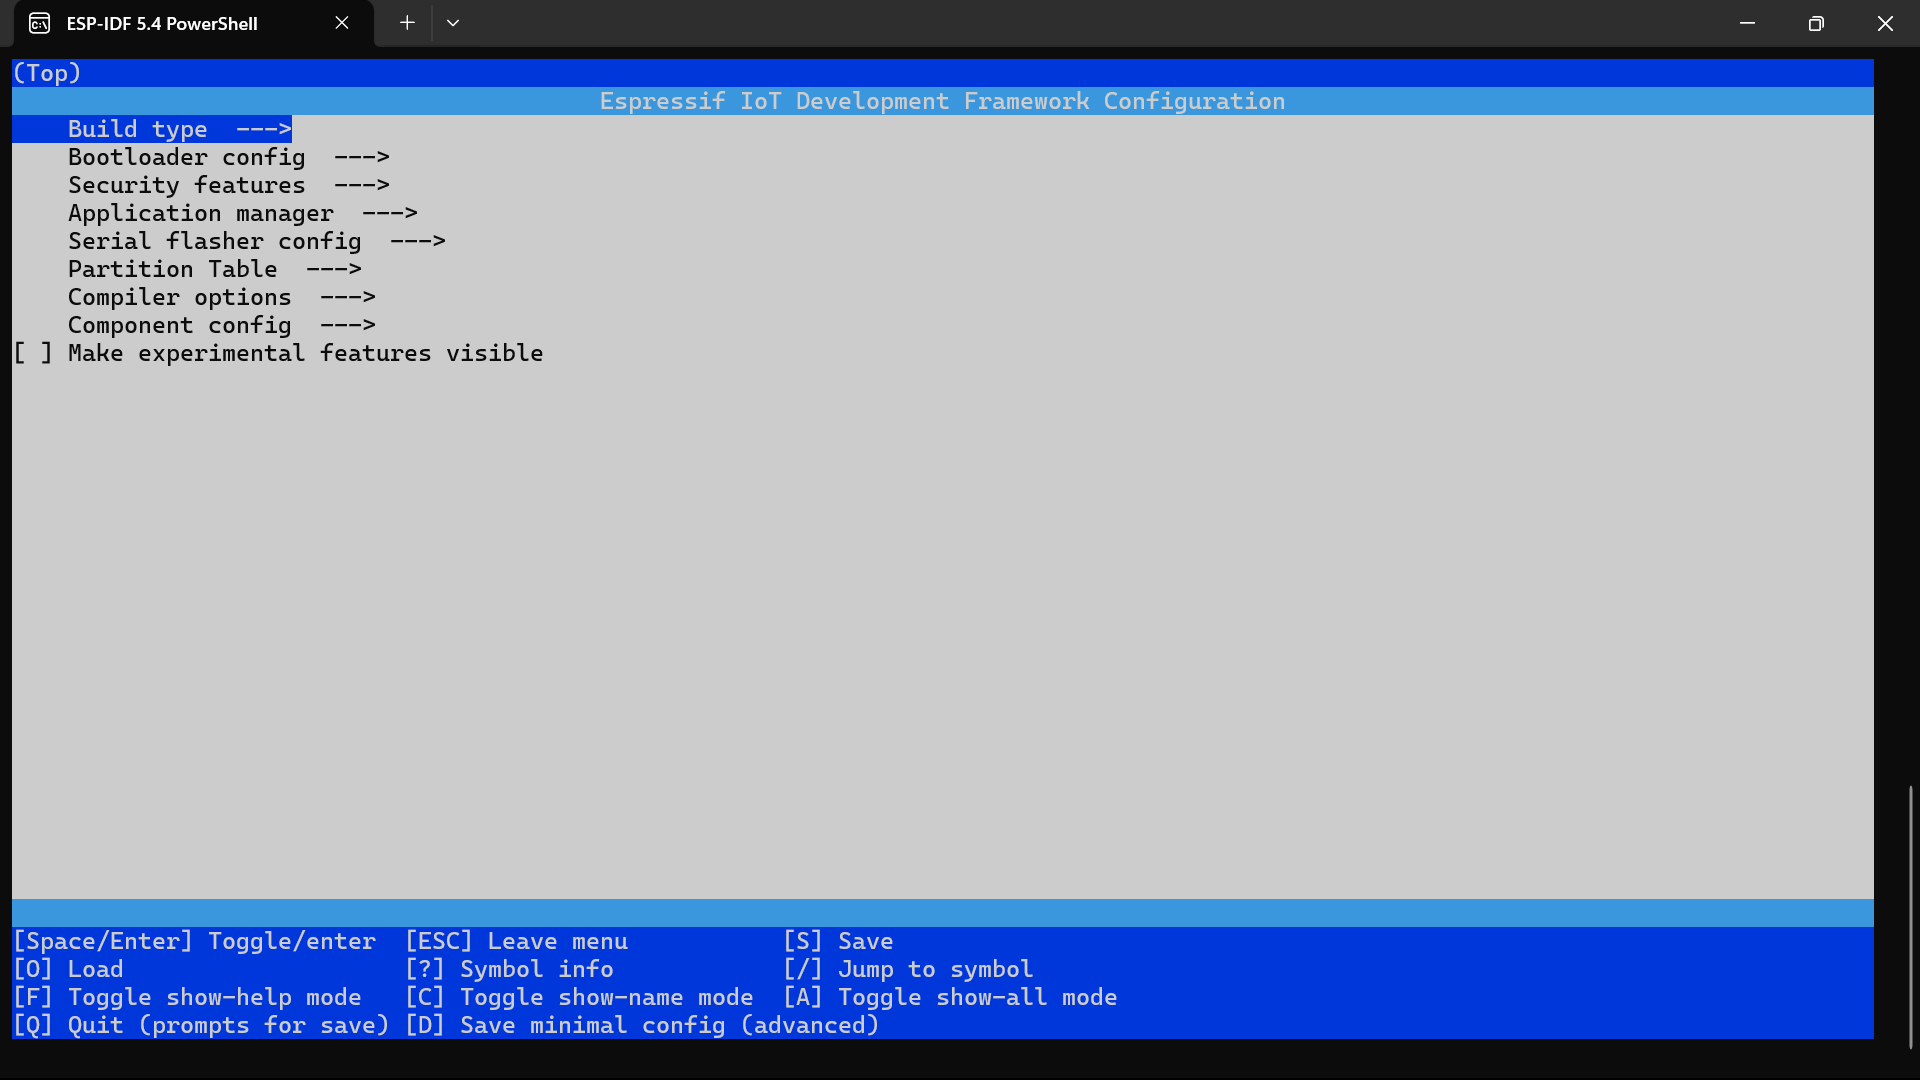 ESP-IDF 5.4 PowerShell
(Top)
Espressif IoT Development Framework Configuration
Build type  --->
Bootloader config  --->
Security features  --->
Application manager  --->
Serial flasher config  --->
Partition Table  --->
Compiler options  --->
Component config  --->
[ ] Make experimental features visible
[Space/Enter] Toggle/enter  [ESC] Leave menu           [S] Save
[O] Load                    [?] Symbol info            [/] Jump to symbol
[F] Toggle show-help mode   [C] Toggle show-name mode  [A] Toggle show-all mode
[Q] Quit (prompts for save) [D] Save minimal config (advanced)